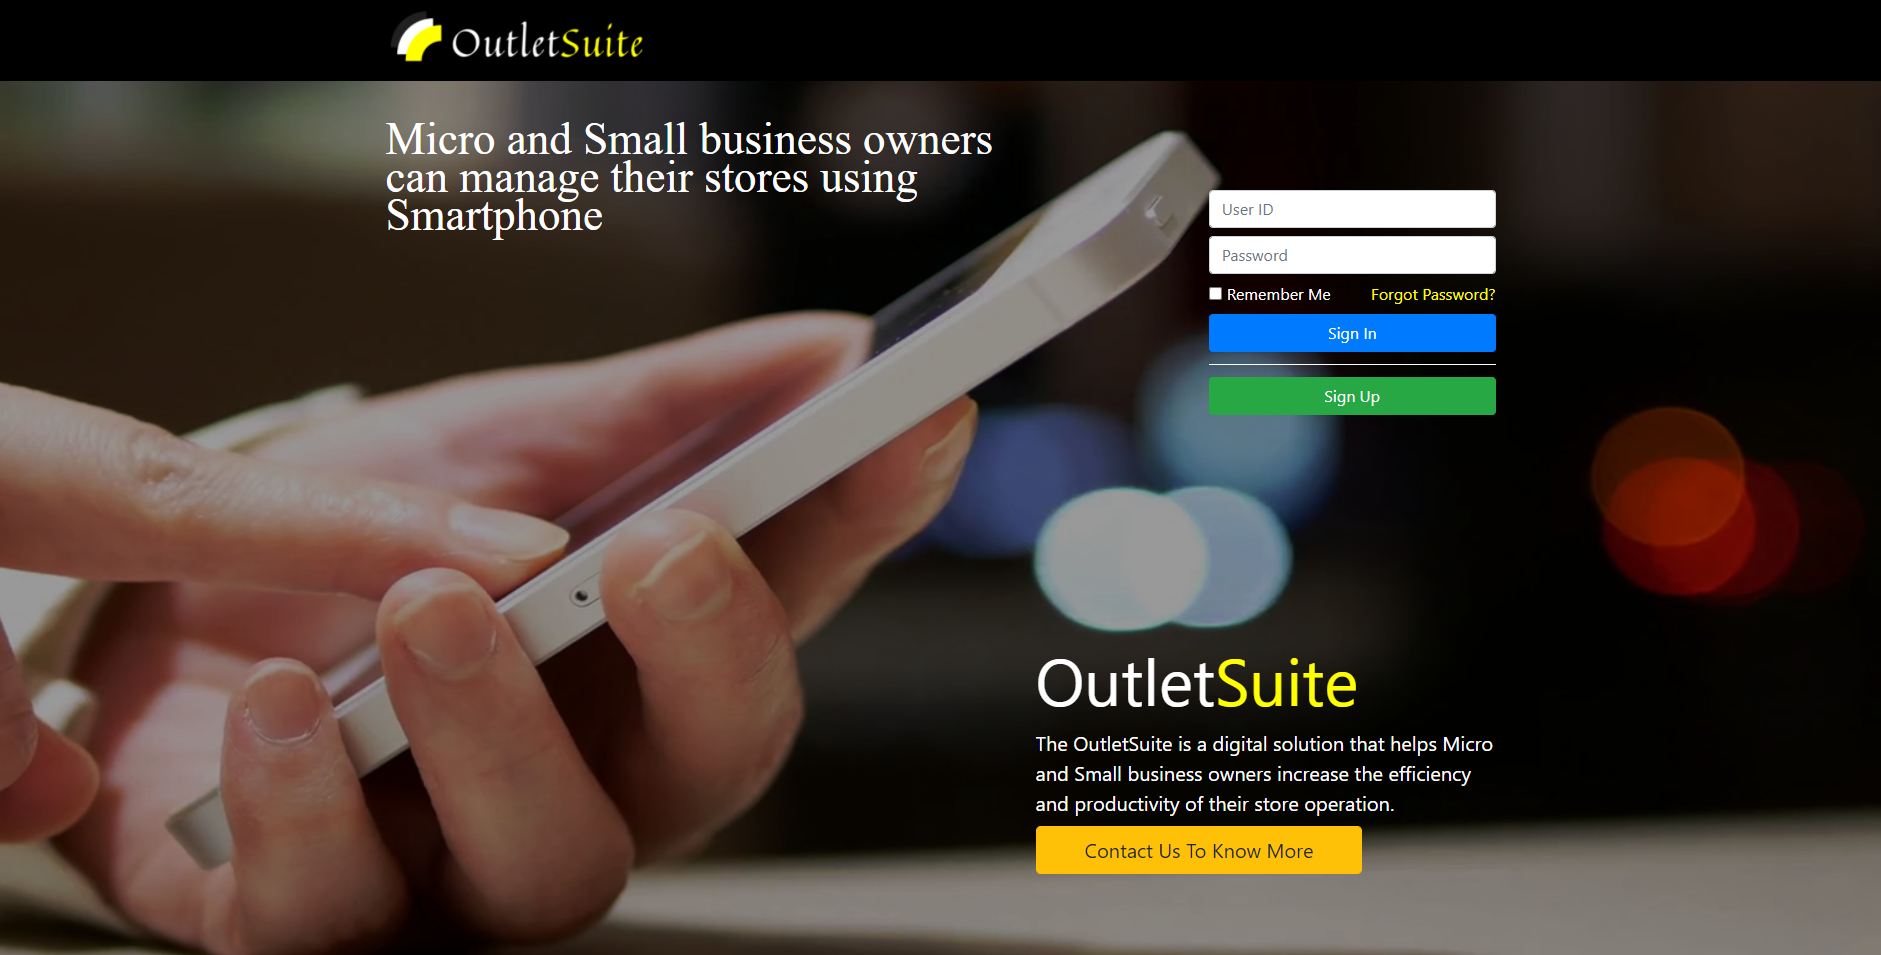 OutletSuite
Micro and Small business owners
can manage their stores using
Smartphone
User ID
Password
Remember Me
Forgot Password?
Sign In
Sign Up
OutletSuite
The OutletSuite is a digital solution that helps Micro
and Small business owners increase the efficiency
and productivity of their store operation.
Contact Us To Know More